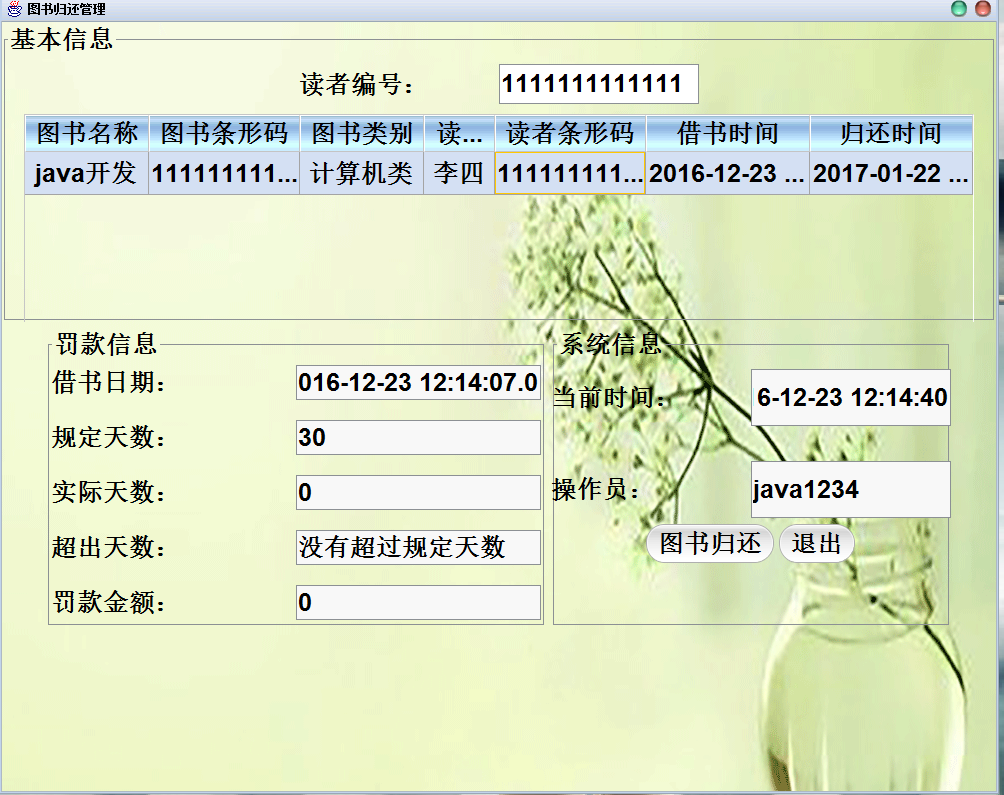 图书归还管理
基本信息
读者编号： 1111111111111
图书名称 图书条形码 图书类别 读... 读者条形码 借书时间 归还时间
java开发 111111111... 计算机类 李四 111111111... 2016-12-23 ... 2017-01-22 ...
罚款信息
借书日期： 016-12-23 12:14:07.0
规定天数： 30
实际天数： 0
超出天数： 没有超过规定天数
罚款金额： 0
系统信息
当前时间： 6-12-23 12:14:40
操作员： java1234
图书归还 退出